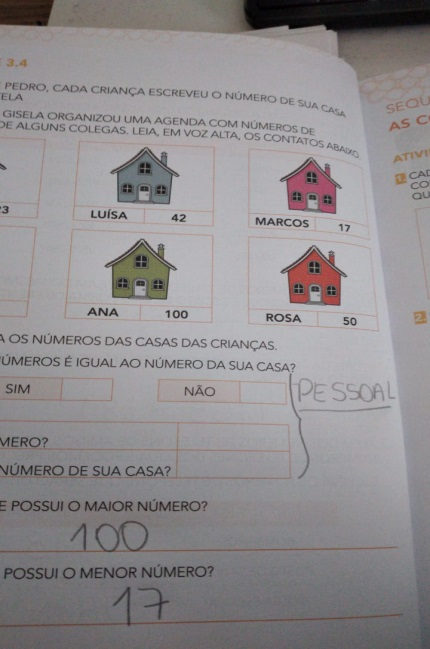 3.4
E PEDRO, CADA CRIANÇA ESCREVEU O NÚMERO DE SUA CASA
ELA
GISELA ORGANIZOU UMA AGENDA COM NÚMEROS DE
DE ALGUNS COLEGAS. LEIA, EM VOZ ALTA, OS CONTATOS ABAIXO.
23
LUÍSA 42
MARCOS 17
ANA 100
ROSA 50
A OS NÚMEROS DAS CASAS DAS CRIANÇAS.
ÚMEROS É IGUAL AO NÚMERO DA SUA CASA?
SIM
NÃO
PESSOAL
MERO?
NÚMERO DE SUA CASA?
E POSSUI O MAIOR NÚMERO?
100
POSSUI O MENOR NÚMERO?
17
SEQU
AS C
ATIVI
1. CAD
CO
QU
2.